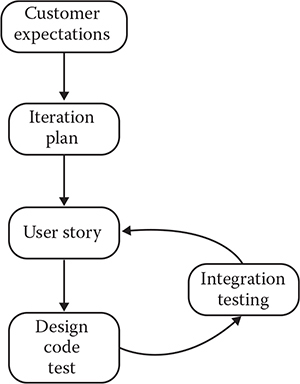 Customer
expectations
Iteration
plan
User story
Integration
testing
Design
code
test